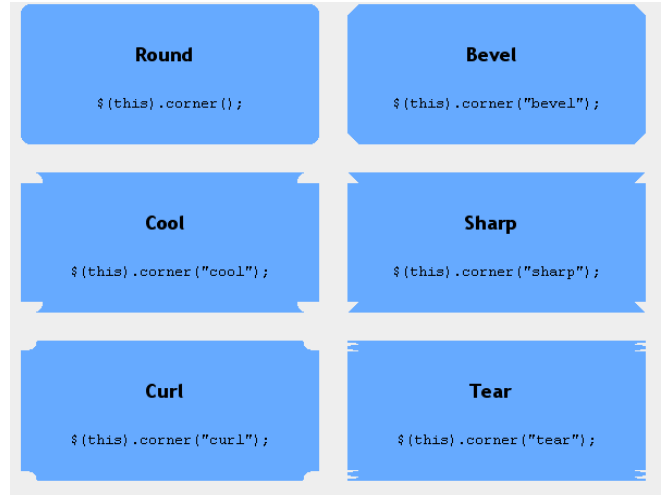 Round
$(this).corner();
Bevel
$(this).corner("bevel");
Cool
$(this).corner("cool");
Sharp
$(this).corner("sharp");
Curl
$(this).corner("curl");
Tear
$(this).corner("tear");